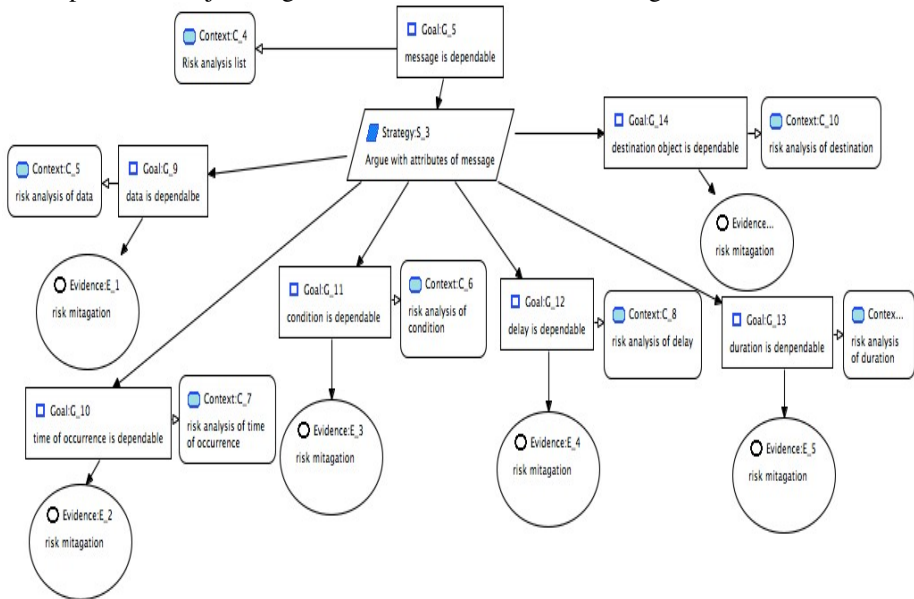 Context:C_4
Risk analysis list
Goal:G_5
message is dependable
Strategy:S_3
Argue with attributes of message
Goal:G_14
destination object is dependable
Context:C_10
risk analysis of destination
Evidence...
risk mitagation
Context:C_5
risk analysis of data
Goal:G_9
data is dependalbe
Evidence:E_1
risk mitagation
Goal:G_11
condition is dependable
Context:C_6
risk analysis of
condition
Goal:G_12
delay is dependable
Context:C_8
risk analysis of delay
Goal:G_13
duration is denpendable
Contex...
risk analysis
of duration
Goal:G_10
time of occurrence is dependable
Context:C_7
risk analysis of time
of occurrence
Evidence:E_3
risk mitagation
Evidence:E_4
risk mitagation
Evidence:E_5
risk mitagation
Evidence:E_2
risk mitagation